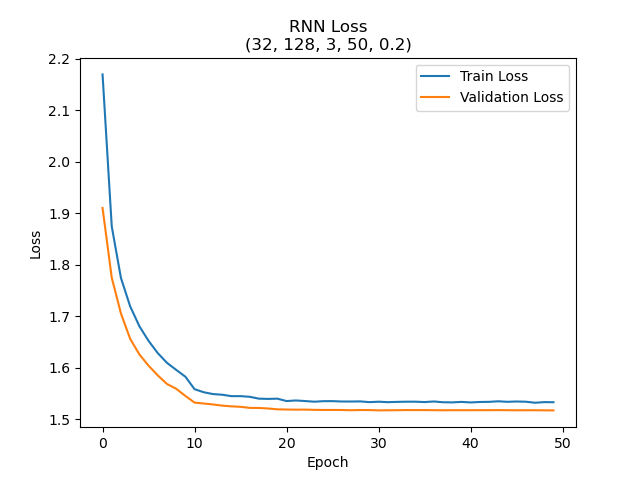 RNN Loss
(32, 128, 3, 50, 0.2)
Train Loss
Validation Loss
2.2
2.1
2.0
1.9
1.8
1.7
1.6
1.5
Loss
0
10
20
30
40
50
Epoch